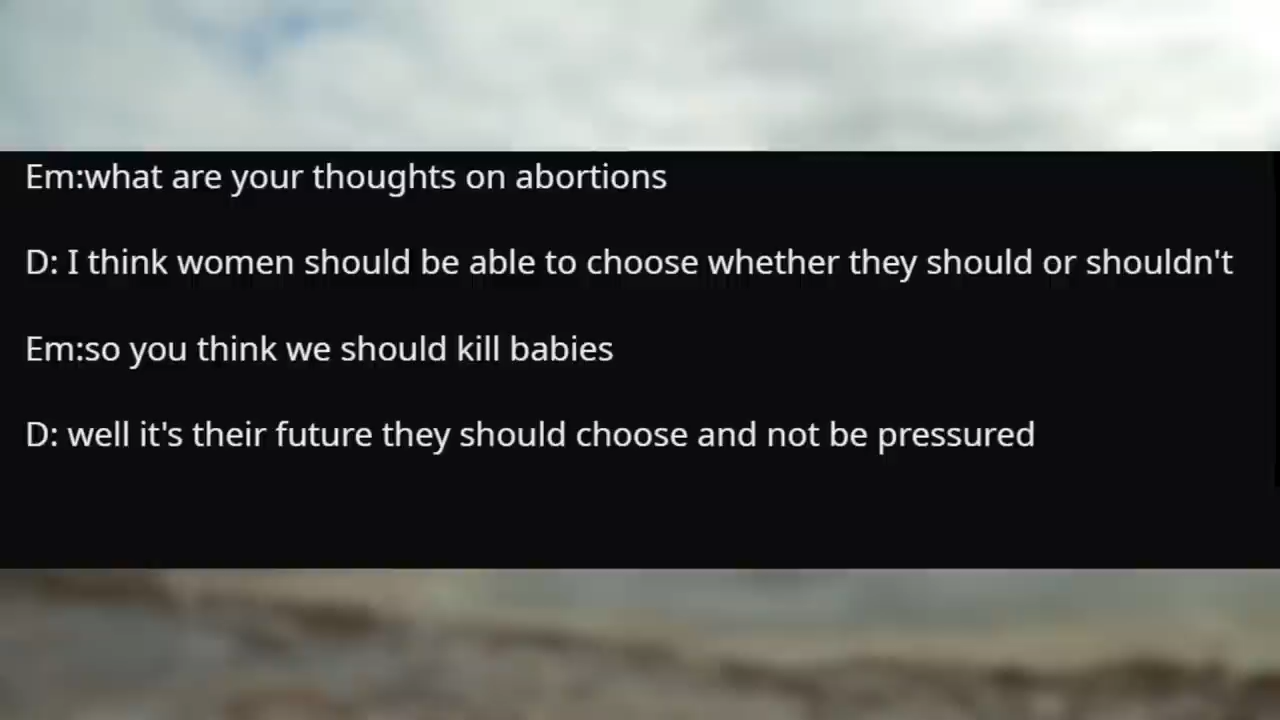 Em:what are your thoughts on abortions
D: I think women should be able to choose whether they should or shouldn't
Em:so you think we should kill babies
D: well it's their future they should choose and not be pressured